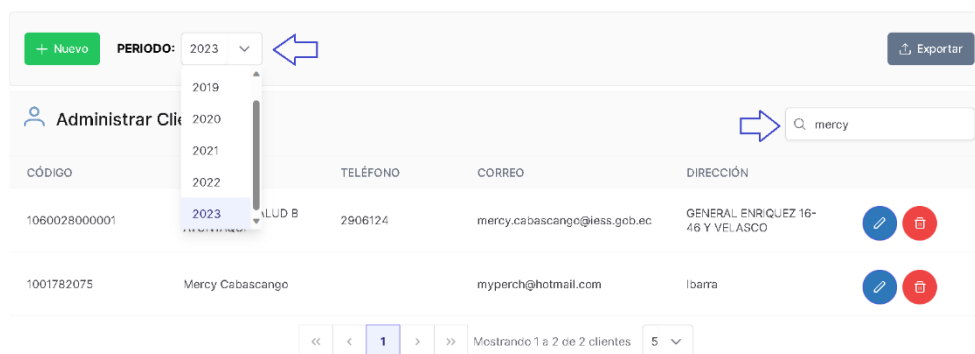 + Nuevo PERIODO: 2023 Exportar
2019
2020
2021
2022
2023
Administrar
mercy
CÓDIGO TELÉFONO CORREO DIRECCIÓN
1060028000001 B 2906124 mercy.cabascango@iess.gob.ec GENERAL ENRIQUEZ 16-
46 Y VELASCO
1001782075 Mercy Cabascango myperch@hotmail.com Ibarra
<< < 1 > >> Mostrando 1 a 2 de 2 clientes 5